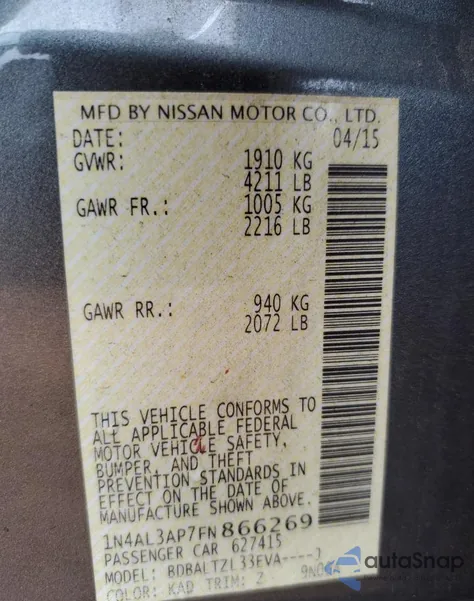 MFD BY NISSAN MOTOR CO., LTD.
DATE: 04/15
GVWR: 1910 KG
4211 LB
GAWR FR.: 1005 KG
2216 LB
GAWR RR.: 940 KG
2072 LB
THIS VEHICLE CONFORMS TO
ALL APPLICABLE FEDERAL
MOTOR VEHICLE SAFETY,
BUMPER, AND THEFT
PREVENTION STANDARDS IN
EFFECT ON THE DATE OF
MANUFACTURE SHOWN ABOVE.
1N4AL3AP7FN866269
PASSENGER CAR 627415
MODEL: BDBALTZL33EVA----J
COLOR: KAD TRIM: Z
autoSnap